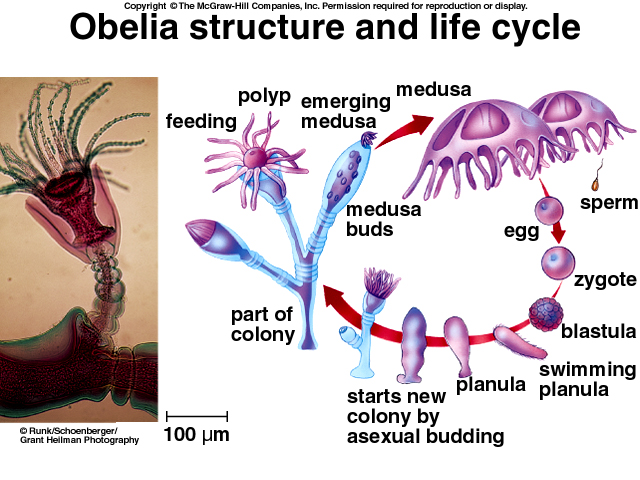 Copyright © The McGraw-Hill Companies, Inc. Permission required for reproduction or display.
Obelia structure and life cycle
polyp
feeding
emerging
medusa
medusa
medusa
buds
sperm
egg
zygote
part of
colony
blastula
swimming
planula
planula
starts new
colony by
asexual budding
© Runk/Schoenberger/
Grant Heilman Photography
100 µm